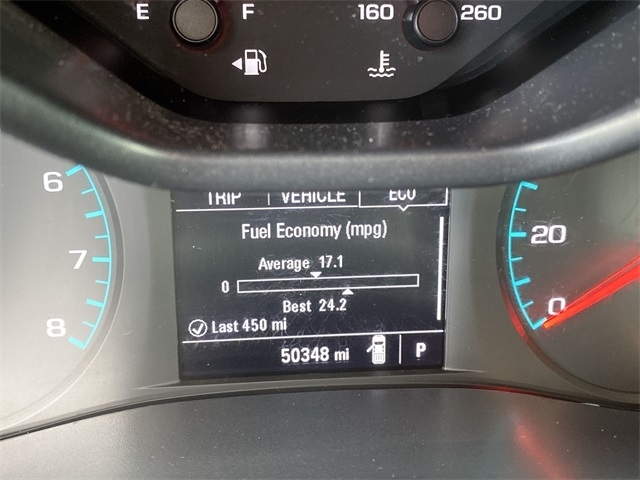 E F 160 260
TRIP VEHICLE ECO
Fuel Economy (mpg)
Average 17.1
0
Best 24.2
Last 450 mi
50348 mi P
6
7
8
20
0